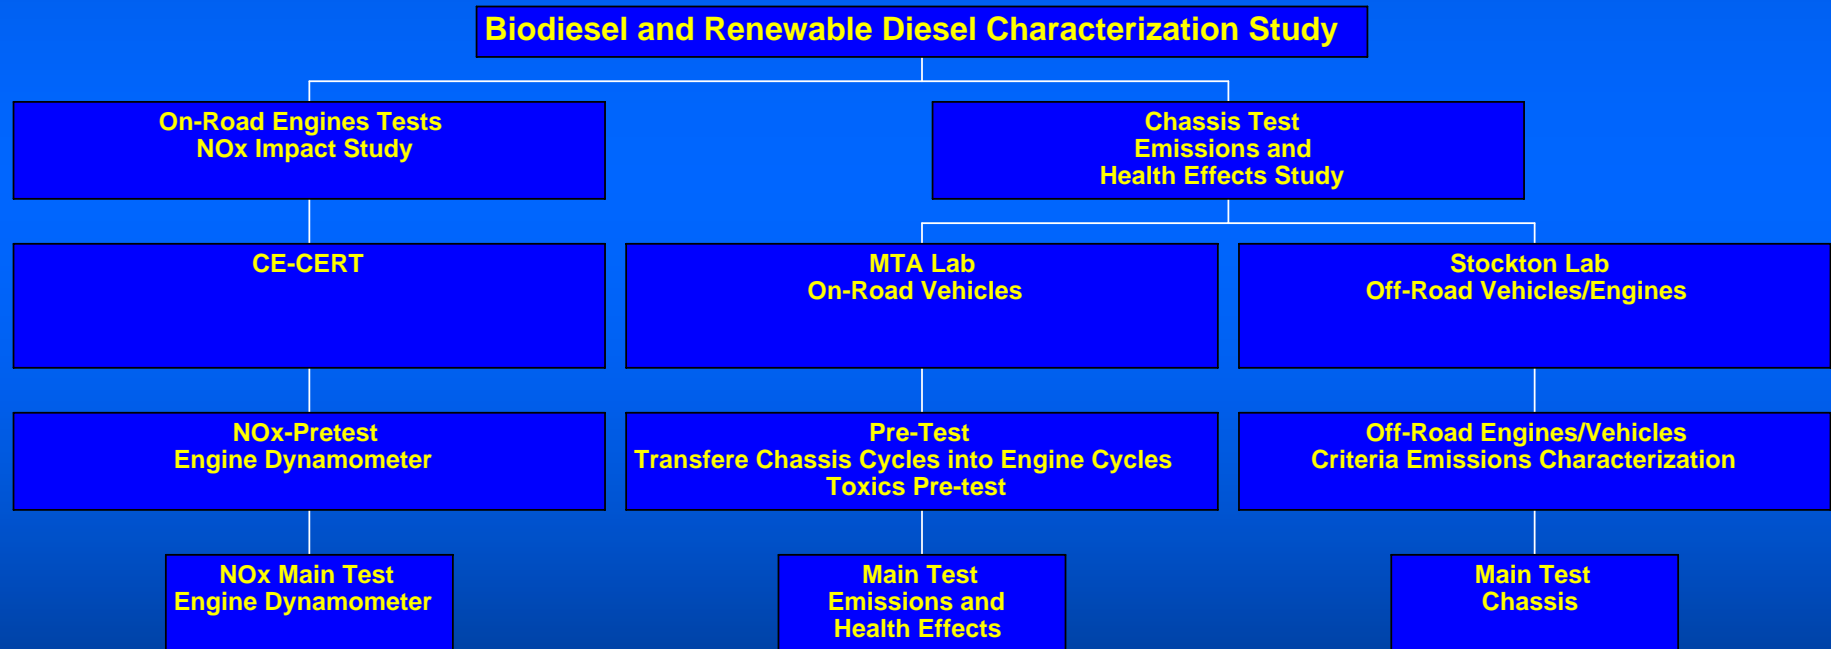 Biodiesel and Renewable Diesel Characterization Study
On-Road Engines Tests
NOx Impact Study
Chassis Test
Emissions and
Health Effects Study
CE-CERT
MTA Lab
On-Road Vehicles
Stockton Lab
Off-Road Vehicles/Engines
NOx-Pretest
Engine Dynamometer
Pre-Test
Transfere Chassis Cycles into Engine Cycles
Toxics Pre-test
Off-Road Engines/Vehicles
Criteria Emissions Characterization
NOx Main Test
Engine Dynamometer
Main Test
Emissions and
Health Effects
Main Test
Chassis